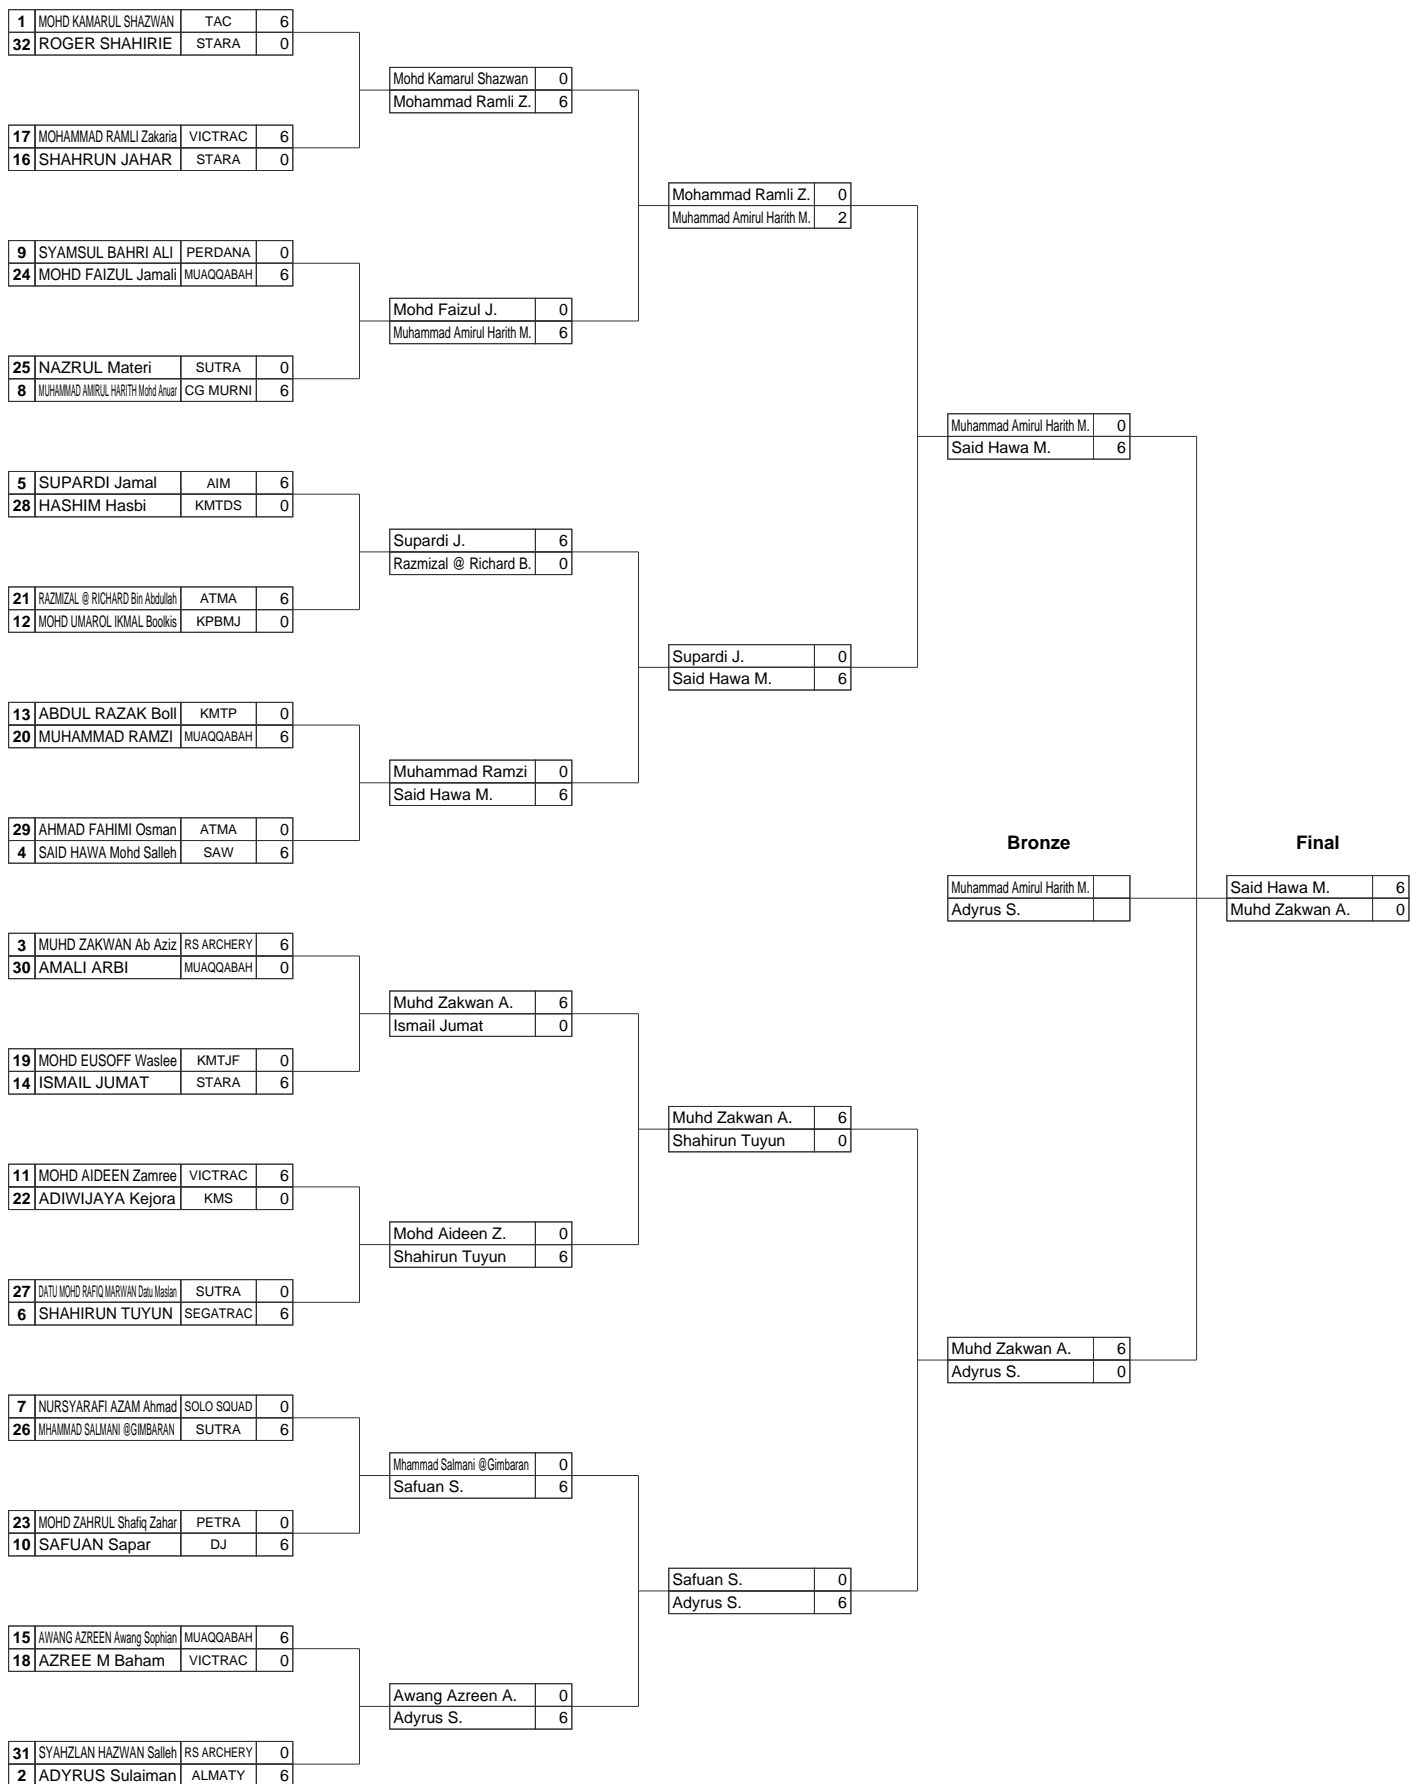 1 MOHD KAMARUL SHAZWAN TAC 6
32 ROGER SHAHIRIE STARA 0
Mohd Kamarul Shazwan 0
Mohammad Ramli Z. 6
17 MOHAMMAD RAMLI Zakaria VICTRAC 6
16 SHAHRUN JAHAR STARA 0
Mohammad Ramli Z. 0
Muhammad Amirul Harith M. 2
9 SYAMSUL BAHRI ALI PERDANA 0
24 MOHD FAIZUL Jamali MUAQQABAH 6
Mohd Faizul J. 0
Muhammad Amirul Harith M. 6
25 NAZRUL Materi SUTRA 0
8 MUHAMMAD AMIRUL HARITH Mohd Anuar CG MURNI 6
Muhammad Amirul Harith M. 0
Said Hawa M. 6
5 SUPARDI Jamal AIM 6
28 HASHIM Hasbi KMTDS 0
Supardi J. 6
Razmizal @ Richard B. 0
21 RAZMIZAL @ RICHARD Bin Abdullah ATMA 6
12 MOHD UMAROL IKMAL Boolkis KPBMJ 0
Supardi J. 0
Said Hawa M. 6
13 ABDUL RAZAK Boll KMTP 0
20 MUHAMMAD RAMZI MUAQQABAH 6
Muhammad Ramzi 0
Said Hawa M. 6
29 AHMAD FAHIMI Osman ATMA 0
4 SAID HAWA Mohd Salleh SAW 6
Bronze Final
Muhammad Amirul Harith M. Said Hawa M. 6
Adyrus S. Muhd Zakwan A. 0
3 MUHD ZAKWAN Ab Aziz RS ARCHERY 6
30 AMALI ARBI MUAQQABAH 0
Muhd Zakwan A. 6
Ismail Jumat 0
19 MOHD EUSOFF Waslee KMTJF 0
14 ISMAIL JUMAT STARA 6
Muhd Zakwan A. 6
Shahirun Tuyun 0
11 MOHD AIDEEN Zamree VICTRAC 6
22 ADIWIJAYA Kejora KMS 0
Mohd Aideen Z. 0
Shahirun Tuyun 6
27 DATU MOHD RAFIQ MARWAN Datu Maslan SUTRA 0
6 SHAHIRUN TUYUN SEGATRAC 6
Muhd Zakwan A. 6
Adyrus S. 0
7 NURSYARAFI AZAM Ahmad SOLO SQUAD 0
26 MHAMMAD SALMANI @GIMBARAN SUTRA 6
Mhammad Salmani @Gimbaran 0
Safuan S. 6
23 MOHD ZAHRUL Shafiq Zahar PETRA 0
10 SAFUAN Sapar DJ 6
Safuan S. 0
Adyrus S. 6
15 AWANG AZREEN Awang Sophian MUAQQABAH 6
18 AZREE M Baham VICTRAC 0
Awang Azreen A. 0
Adyrus S. 6
31 SYAHZLAN HAZWAN Salleh RS ARCHERY 0
2 ADYRUS Sulaiman ALMATY 6